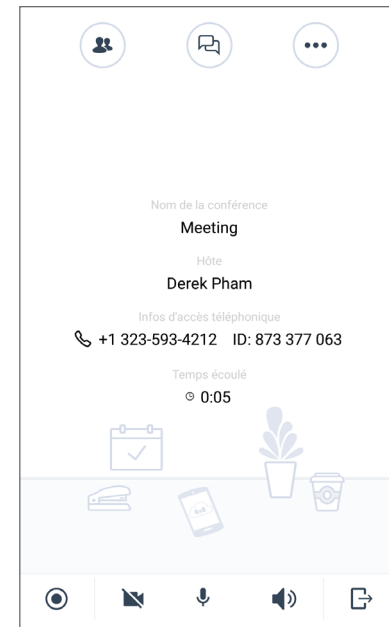 Nom de la conférence
Meeting
Hôte
Derek Pham
Infos d'accès téléphonique
+1 323-593-4212 ID: 873 377 063
Temps écoulé
0:05